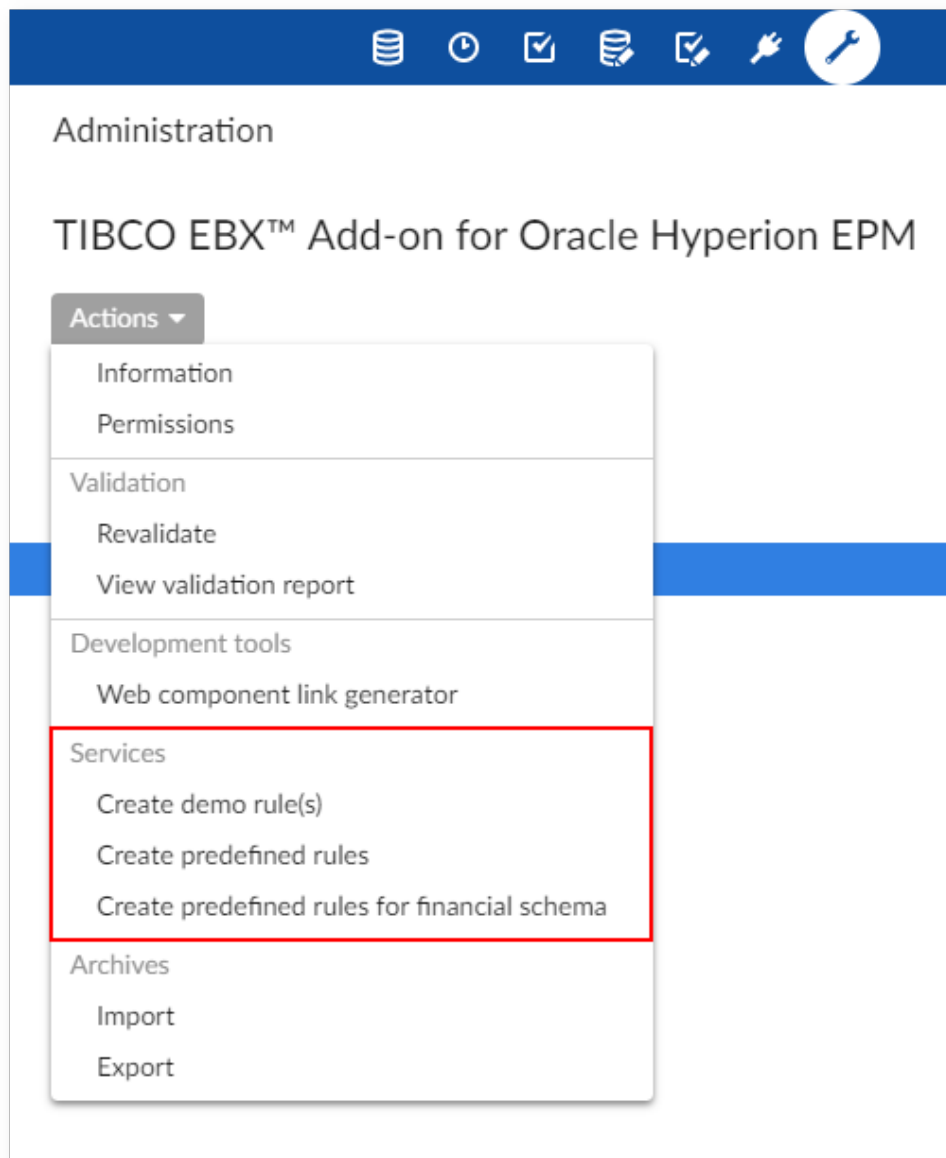 Administration
TIBCO EBX™ Add-on for Oracle Hyperion EPM
Actions
Information
Permissions
Validation
Revalidate
View validation report
Development tools
Web component link generator
Services
Create demo rule(s)
Create predefined rules
Create predefined rules for financial schema
Archives
Import
Export